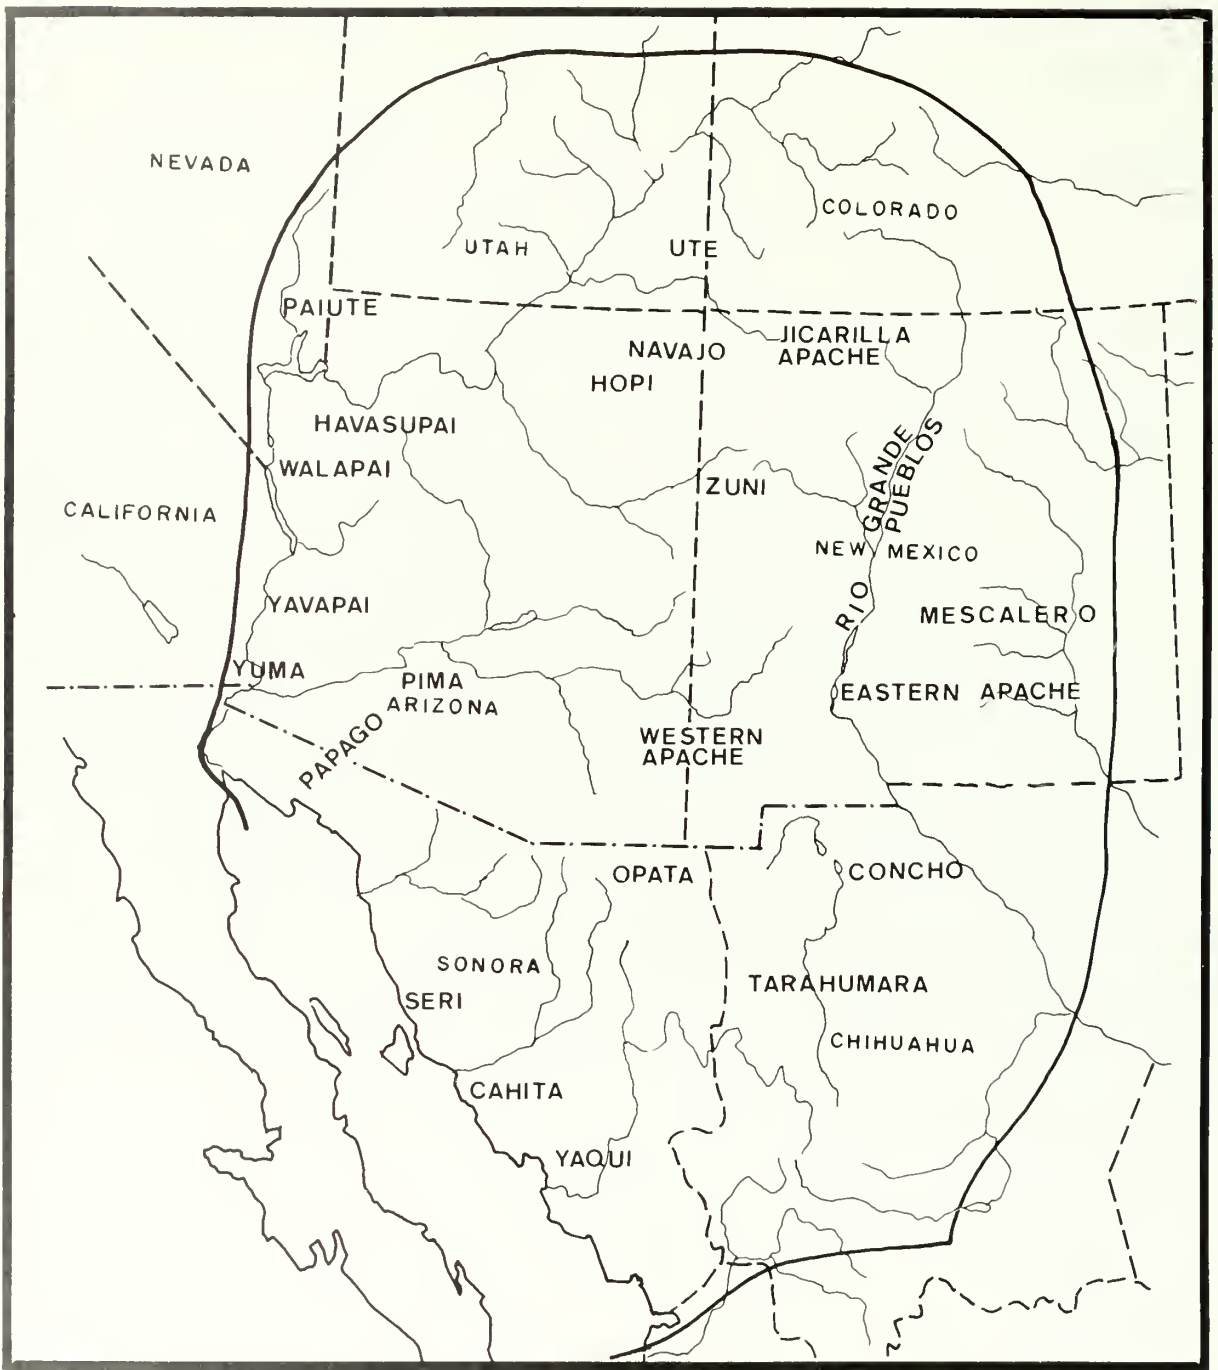 NEVADA
COLORADO
UTAH
UTE
PAIUTE
JICARILLA
APACHE
NAVAJO
HOPI
HAVASUPAI
WALAPAI
ZUNI
RIO GRANDE
PUEBLOS
CALIFORNIA
NEW MEXICO
YAVAPAI
MESCALERO
YUMA
PIMA
ARIZONA
EASTERN APACHE
PAPAGO
WESTERN
APACHE
OPATA
CONCHO
SONORA
TARAHUMARA
SERI
CHIHUAHUA
CAHITA
YAQUI